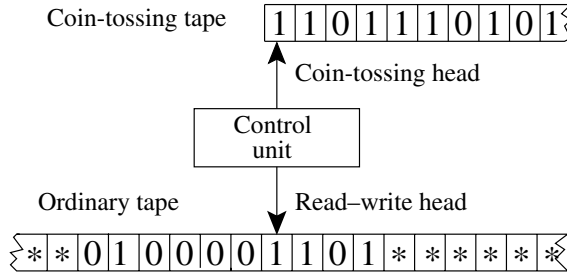 Coin-tossing tape 1 1 0 1 1 1 0 1 0 1
Coin-tossing head
Control
unit
Ordinary tape Read–write head
* * 0 1 0 0 0 0 1 1 0 1 * * * * * *